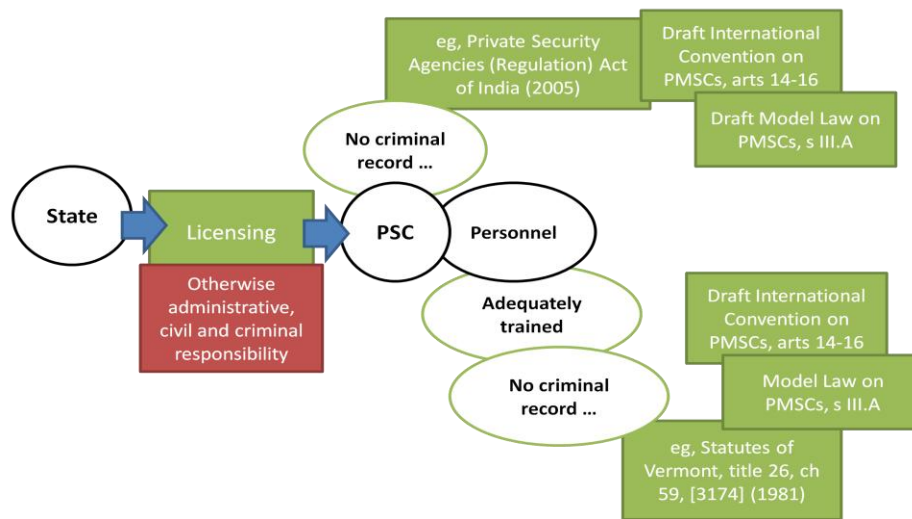 eg, Private Security
Agencies (Regulation) Act
of India (2005)
Draft International
Convention on
PMSCs, arts 14-16
Draft Model Law on
PMSCs, s III.A
No criminal
record ...
State
Licensing
PSC
Personnel
Otherwise
administrative,
civil and criminal
responsibility
Adequately
trained
Draft International
Convention on
PMSCs, arts 14-16
No criminal
record ...
Model Law on
PMSCs, s III.A
eg, Statutes of
Vermont, title 26, ch
59, [3174] (1981)